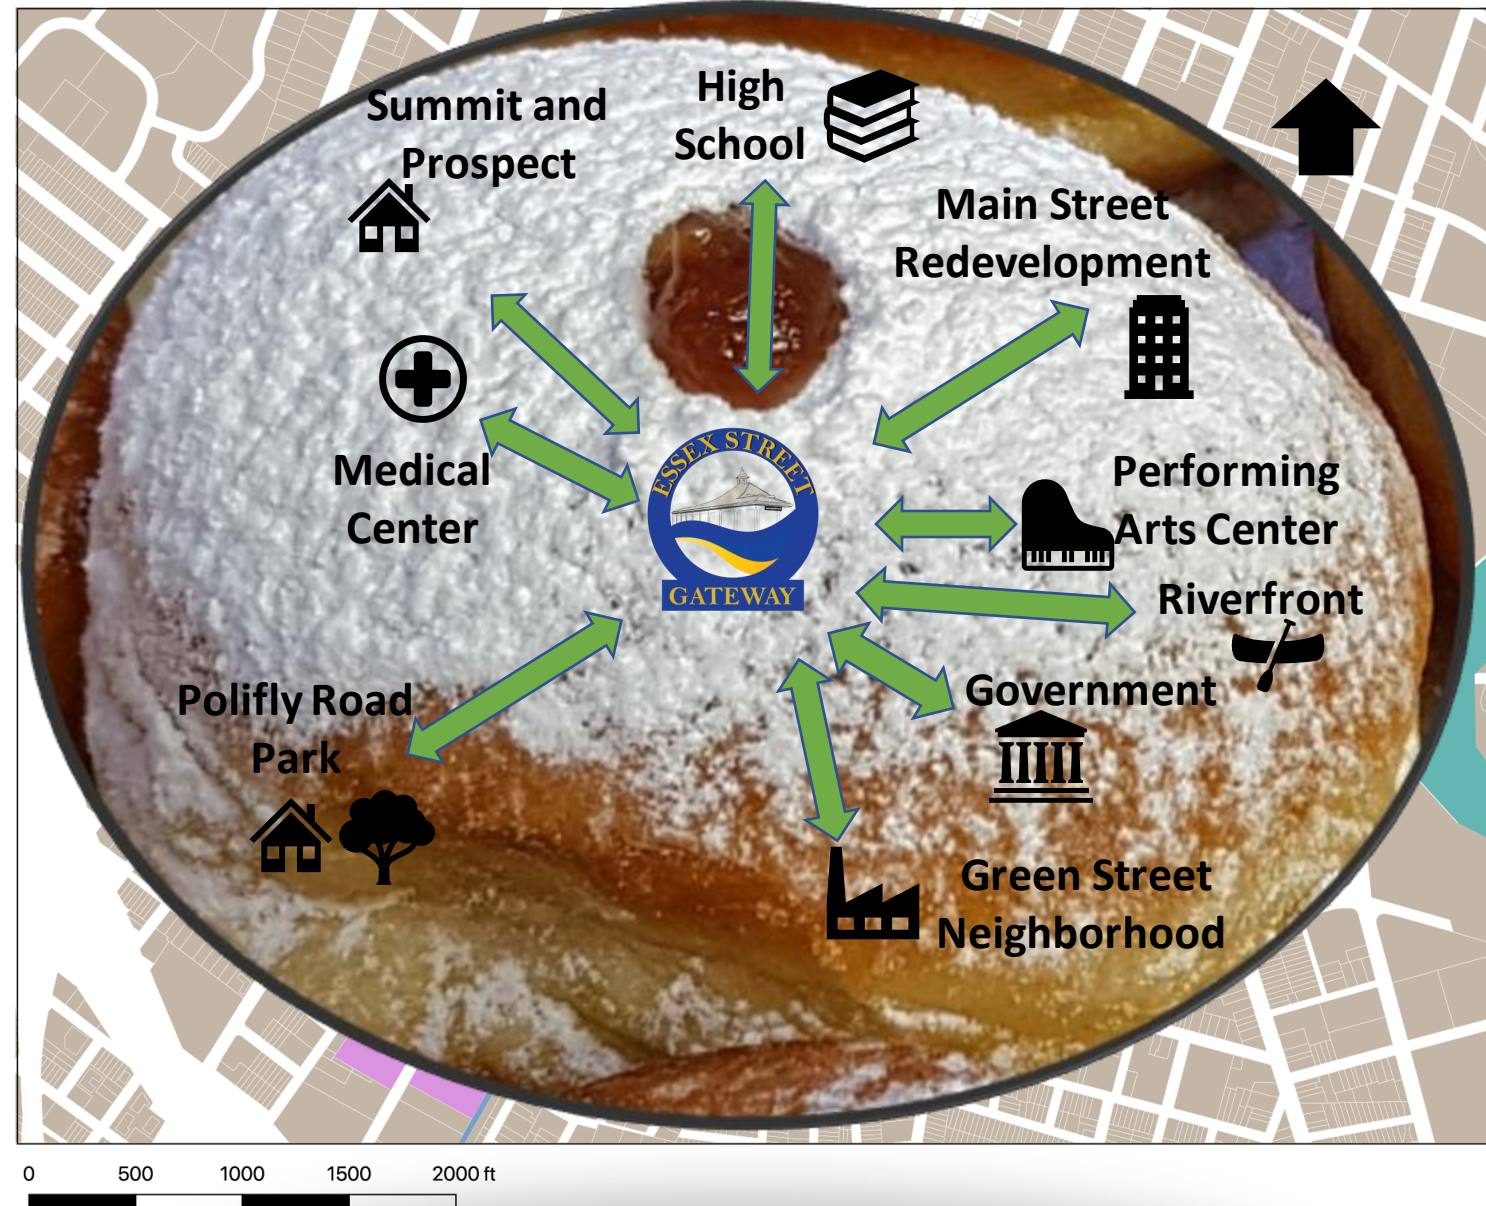 High
School
Summit and
Prospect
Main Street
Redevelopment
Medical
Center
ESSEX STREET
GATEWAY
Performing
Arts Center
Riverfront
Government
Polifly Road
Park
Green Street
Neighborhood
0 500 1000 1500 2000 ft